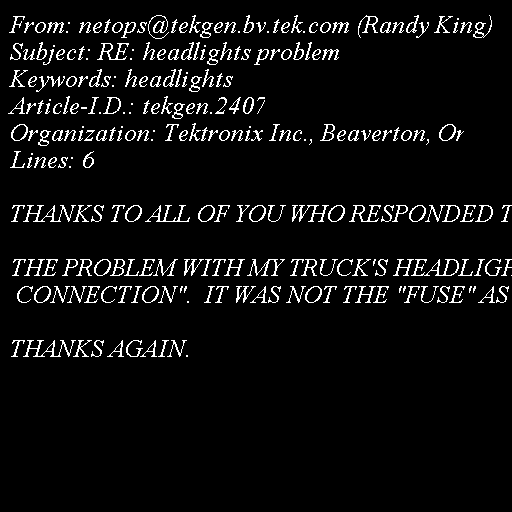 From: netops@tekgen.bv.tek.com (Randy King)
Subject: RE: headlights problem
Keywords: headlights
Article-I.D.: tekgen.2407
Organization: Tektronix Inc., Beaverton, Or
Lines: 6

THANKS TO ALL OF YOU WHO RESPONDED T

THE PROBLEM WITH MY TRUCK'S HEADLIGH
CONNECTION". IT WAS NOT THE "FUSE" AS

THANKS AGAIN.